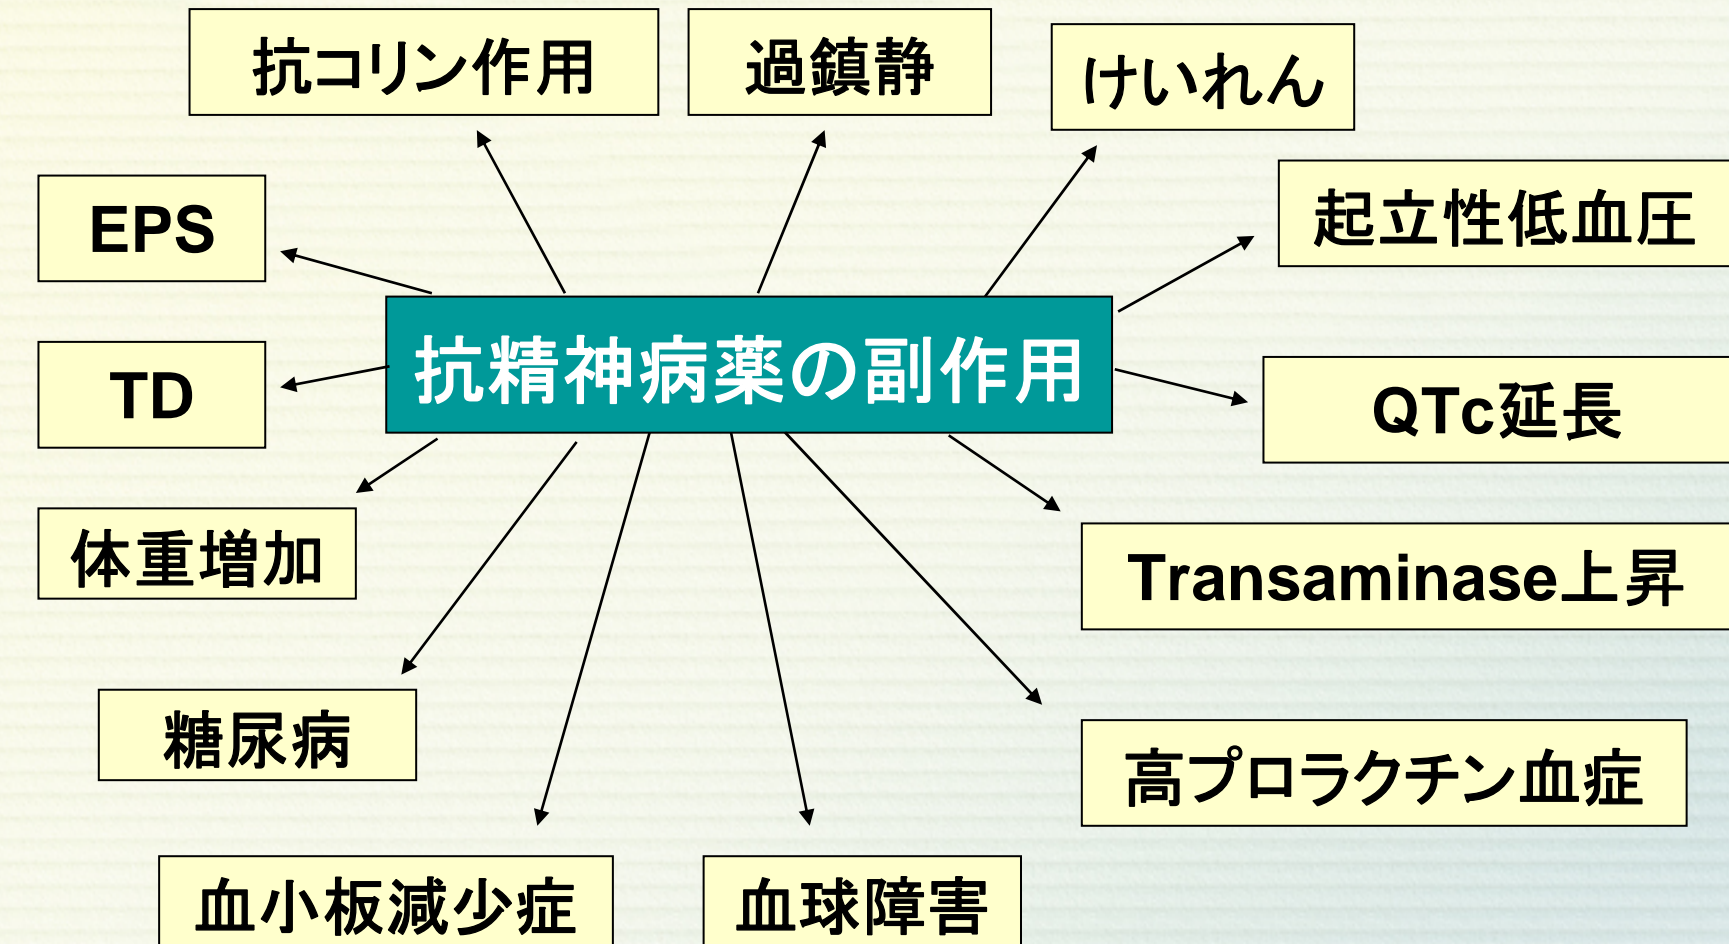 抗コリン作用
過鎮静
けいれん
EPS
起立性低血圧
抗精神病薬の副作用
TD
QTc延長
体重増加
Transaminase上昇
糖尿病
高プロラクチン血症
血小板減少症
血球障害